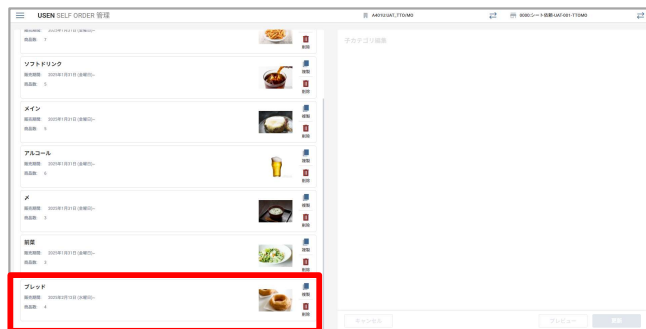 USEN SELF ORDER 管理
商品数: 7
削除
子カテゴリ編集
ソフトドリンク
販売期間: 2025年1月31日(金曜日)~
複製
削除
メイン
販売期間: 2025年1月31日(金曜日)~
複製
商品数: 5
削除
アルコール
販売期間: 2025年1月31日(金曜日)~
複製
商品数: 6
削除
〆
販売期間: 2025年1月31日(金曜日)~
複製
商品数: 3
削除
前菜
販売期間: 2025年1月31日(金曜日)~
複製
商品数: 3
削除
ブレッド
複製
商品数: 4
削除
キャンセル
プレビュー